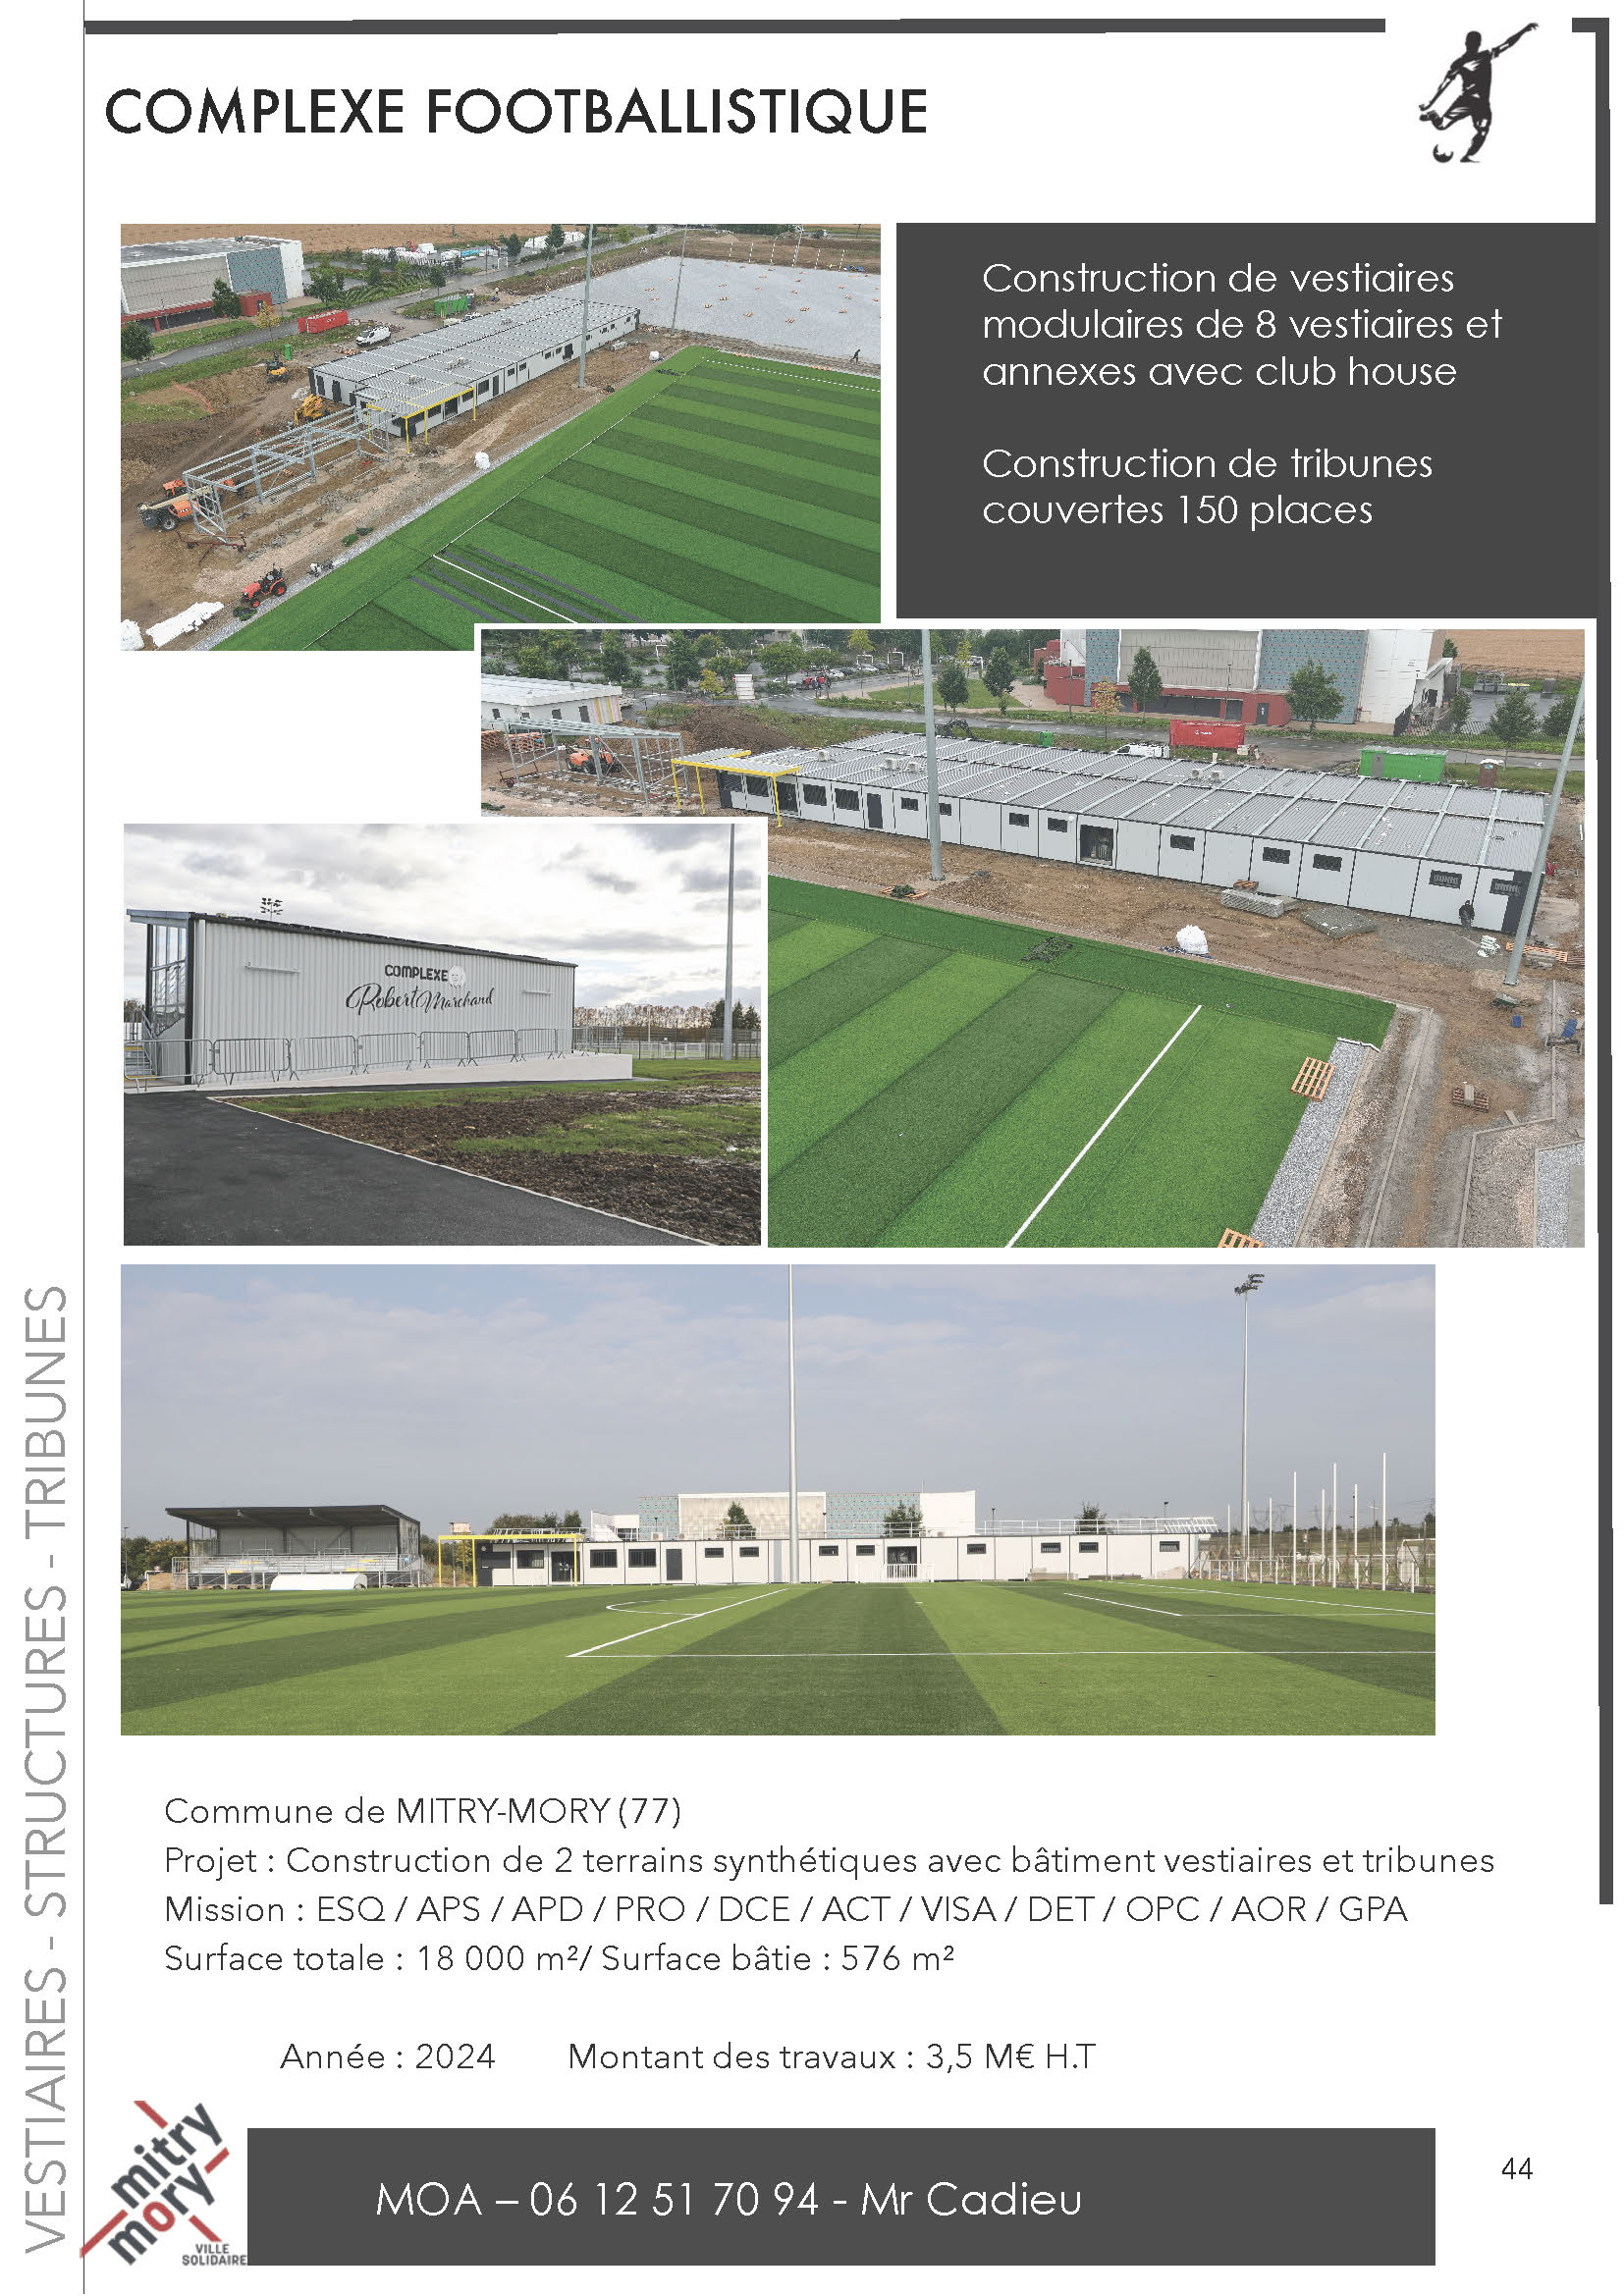 COMPLEXE FOOTBALLISTIQUE
Construction de vestiaires
modulaires de 8 vestiaires et
annexes avec club house
Construction de tribunes
couvertes 150 places
COMPLEXE
Robert Marchand
VESTIAIRES - STRUCTURES - TRIBUNES
Commune de MITRY-MORY (77)
Projet : Construction de 2 terrains synthétiques avec bâtiment vestiaires et tribunes
Mission : ESQ / APS / APD / PRO / DCE / ACT / VISA / DET / OPC / AOR / GPA
Surface totale : 18 000 m²/ Surface bâtie : 576 m²
Année : 2024 Montant des travaux : 3,5 M€ H.T
mitry
mory
VILLE
SOLIDAIRE
MOA – 06 12 51 70 94 - Mr Cadieu
44